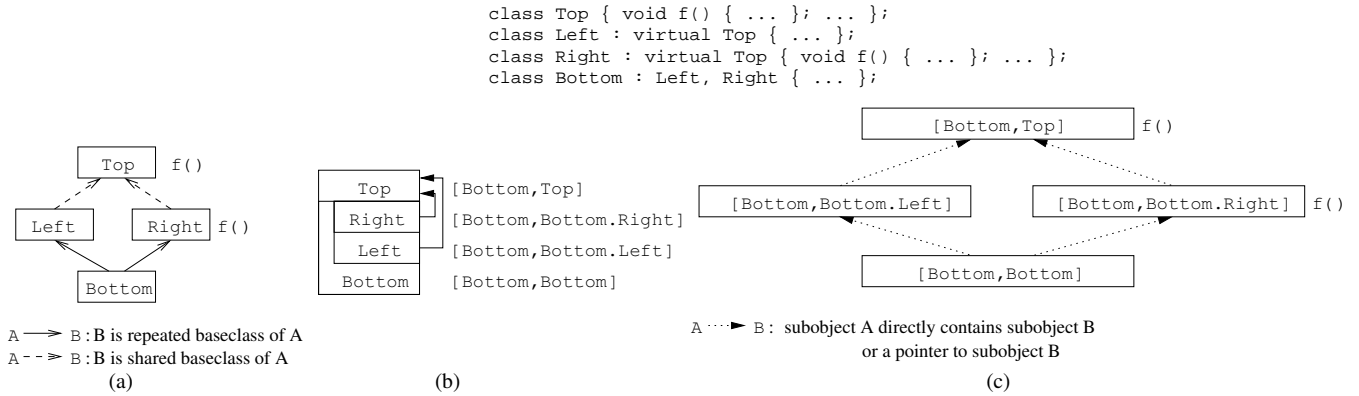 class Top { void f() { ... }; ... };
class Left : virtual Top { ... };
class Right : virtual Top { void f() { ... }; ... };
class Bottom : Left, Right { ... };
Top f()
Left Right f()
Bottom
A B : B is repeated baseclass of A
A B : B is shared baseclass of A
(a)
Top [Bottom,Top]
Right [Bottom,Bottom.Right]
Left [Bottom,Bottom.Left]
Bottom [Bottom,Bottom]
(b)
[Bottom,Top] f()
[Bottom,Bottom.Left] [Bottom,Bottom.Right] f()
[Bottom,Bottom]
A B : subobject A directly contains subobject B
or a pointer to subobject B
(c)